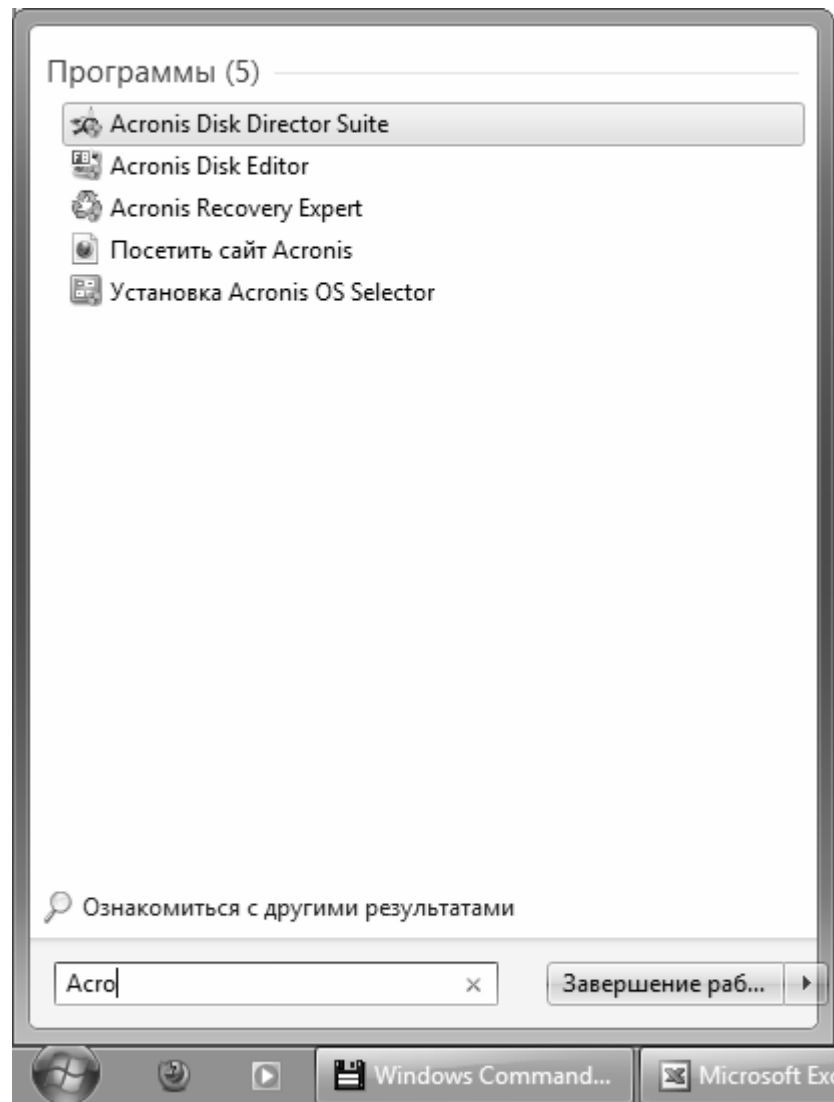 Программы (5)
Acronis Disk Director Suite
Acronis Disk Editor
Acronis Recovery Expert
Посетить сайт Acronis
Установка Acronis OS Selector
Ознакомиться с другими результатами
Acro
Завершение раб...
Windows Command...
Microsoft Exc